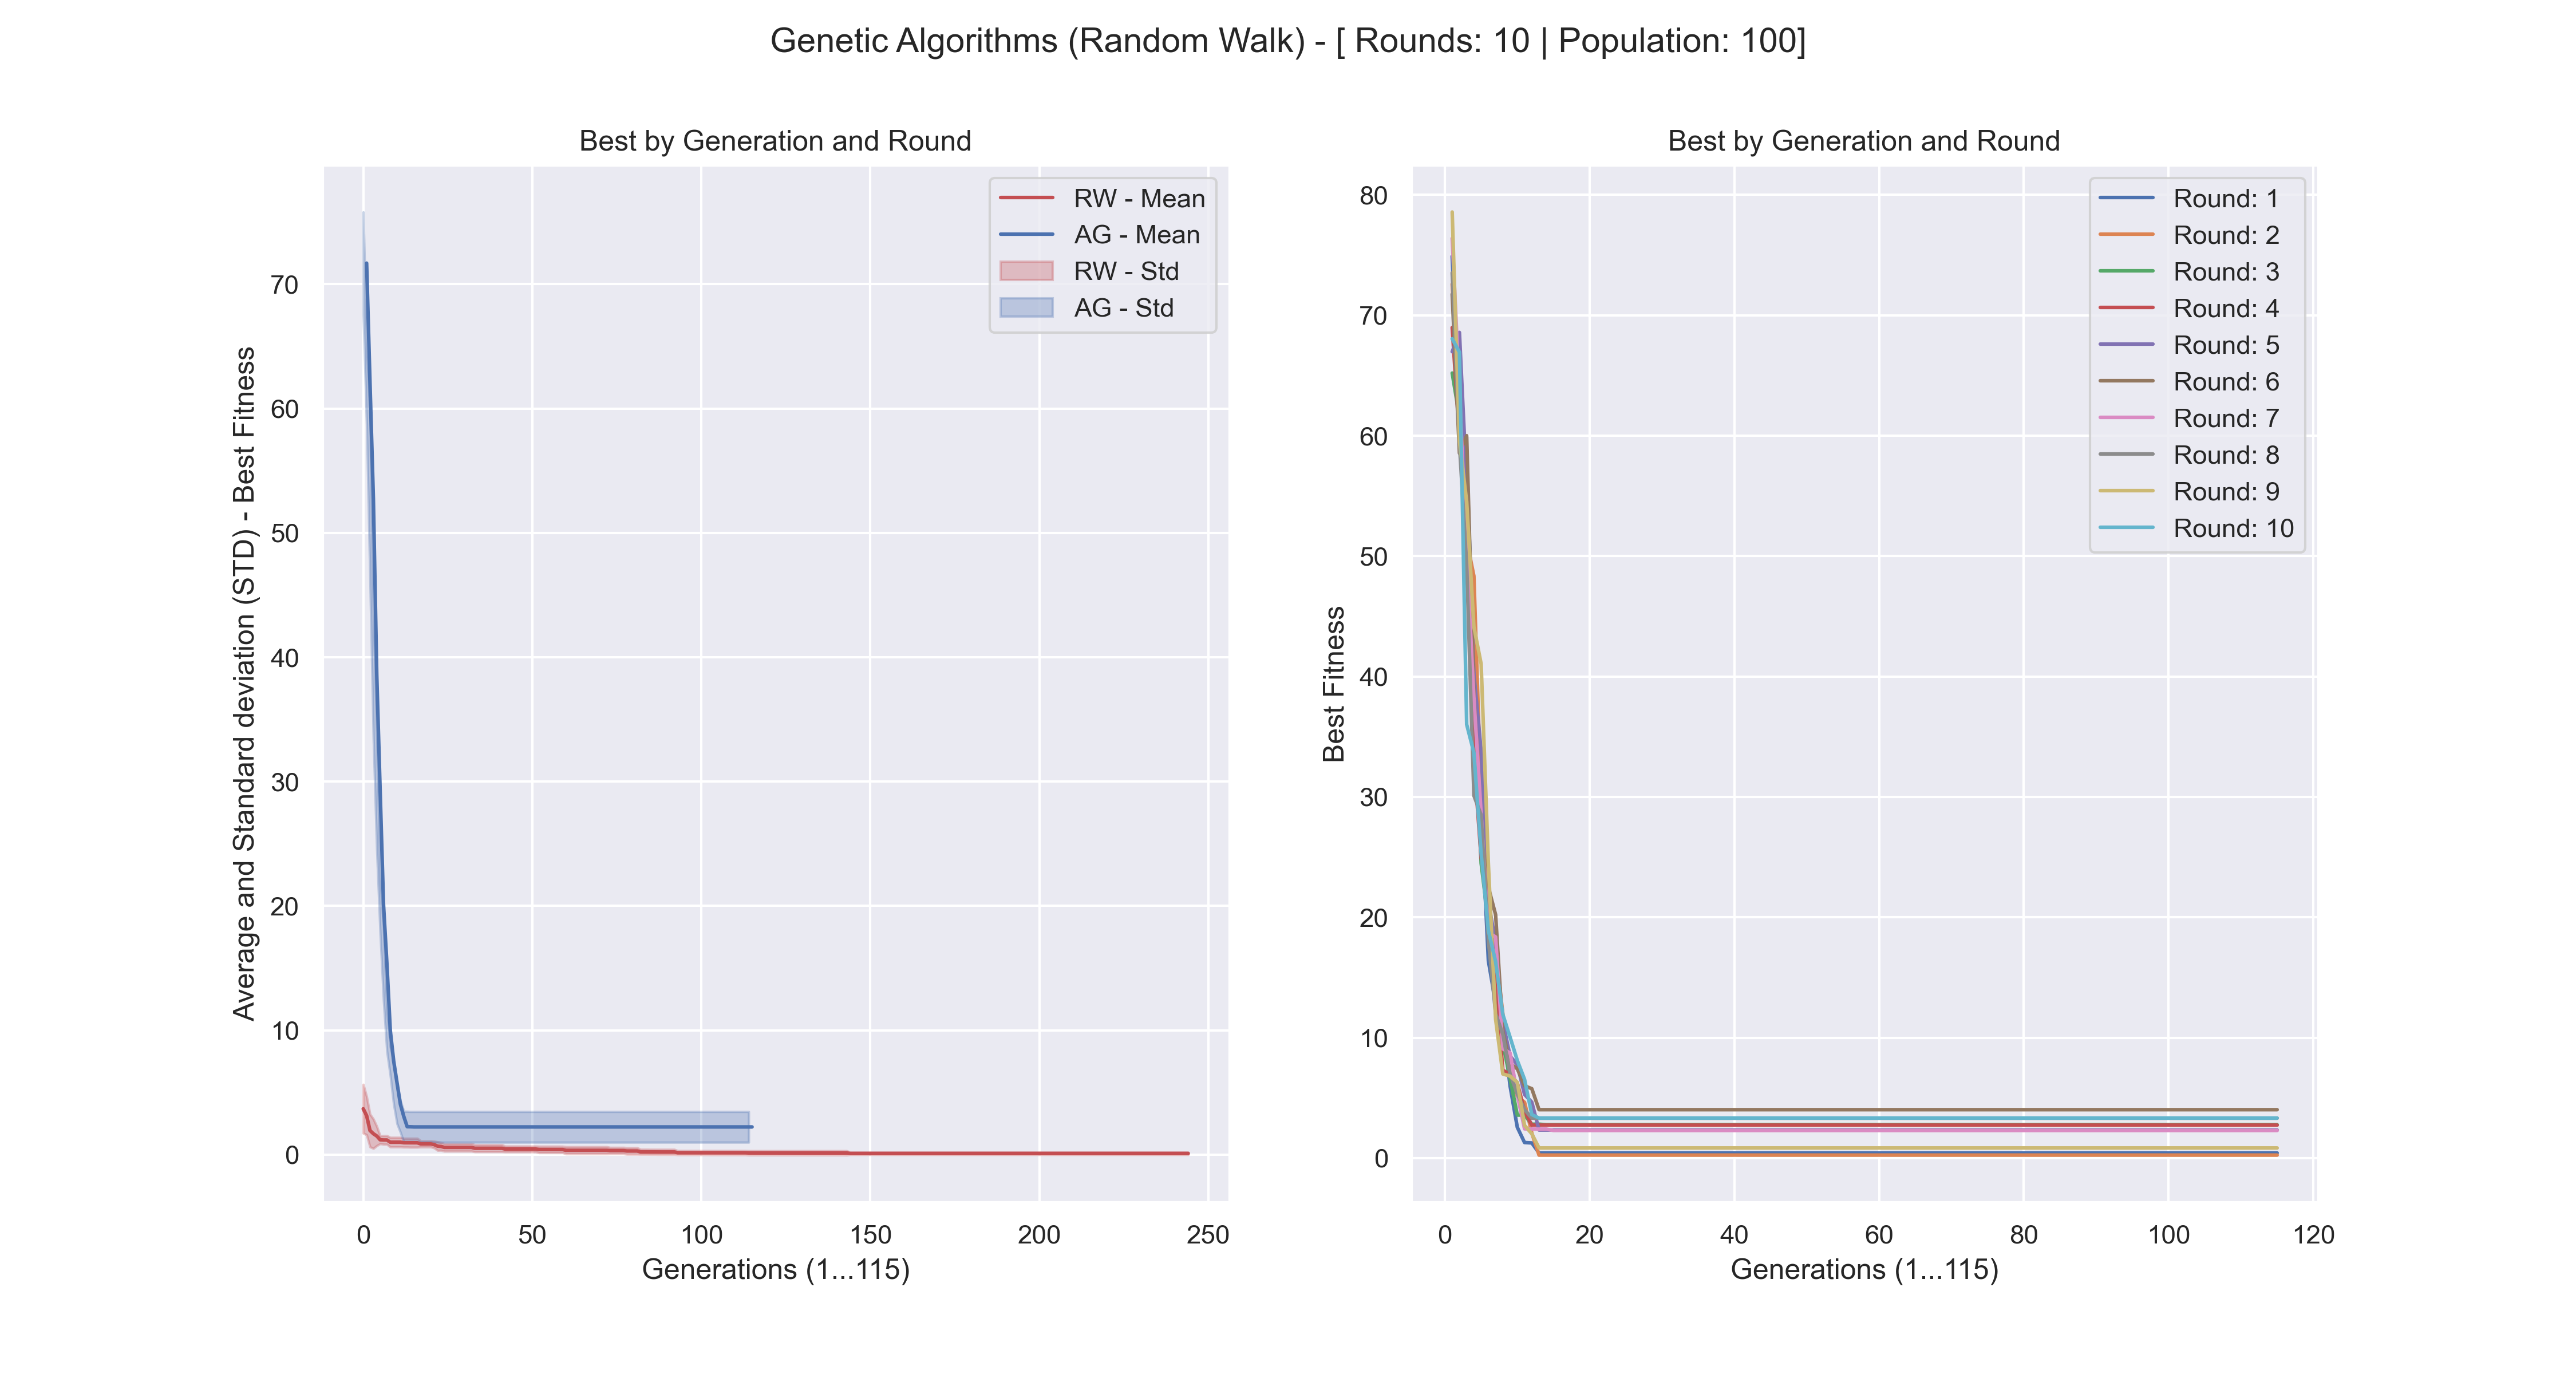 Genetic Algorithms (Random Walk) - [ Rounds: 10 | Population: 100]
Best by Generation and Round
RW - Mean
AG - Mean
RW - Std
AG - Std
Average and Standard deviation (STD) - Best Fitness
70
60
50
40
30
20
10
0
0 50 100 150 200 250
Generations (1...115)
Best by Generation and Round
Round: 1
Round: 2
Round: 3
Round: 4
Round: 5
Round: 6
Round: 7
Round: 8
Round: 9
Round: 10
Best Fitness
80
70
60
50
40
30
20
10
0
0 20 40 60 80 100 120
Generations (1...115)